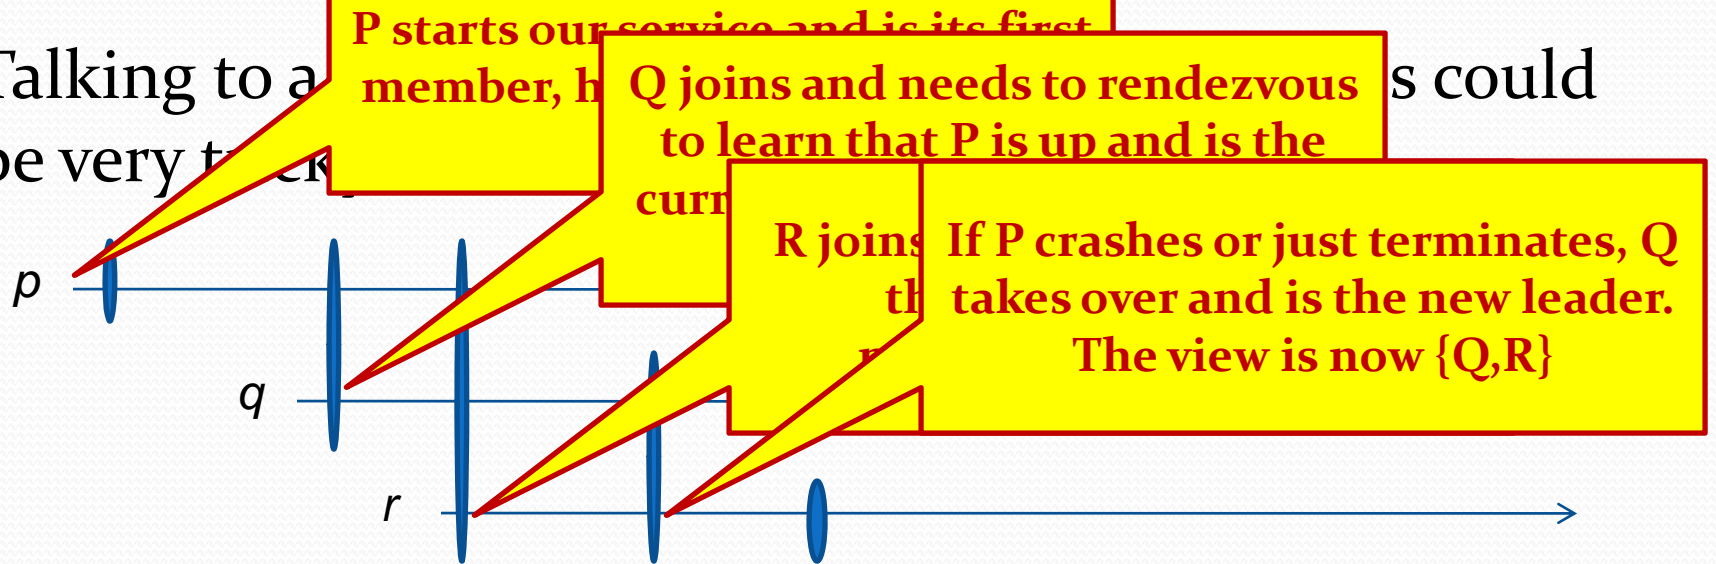 P starts our service and is its first
member, h
Talking to a
s could
be very
Q joins and needs to rendezvous
to learn that P is up and is the
curr
R joins
If P crashes or just terminates, Q
takes over and is the new leader.
The view is now {Q,R}
th
p
q
r